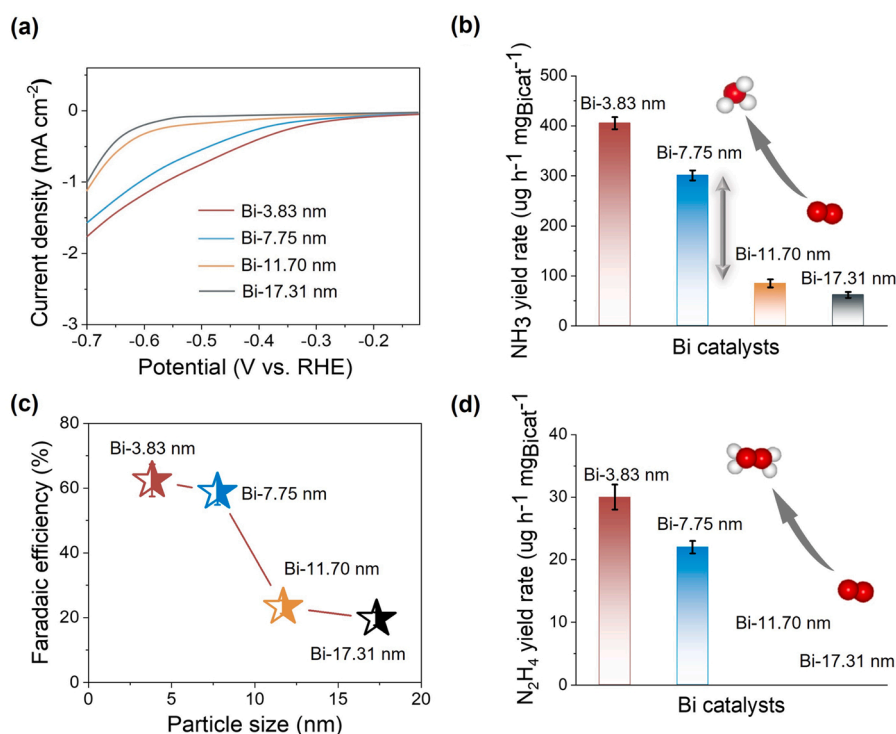 (a)
Current density (mA cm⁻²)
0
-1
-2
-3
Bi-3.83 nm
Bi-7.75 nm
Bi-11.70 nm
Bi-17.31 nm
-0.7 -0.6 -0.5 -0.4 -0.3 -0.2
Potential (V vs. RHE)
(b)
NH3 yield rate (ug h⁻¹ mgBicat⁻¹)
500
400
300
200
100
0
Bi-3.83 nm
Bi-7.75 nm
Bi-11.70 nm
Bi-17.31 nm
Bi catalysts
(c)
Faradaic efficiency (%)
80
60
40
20
0
Bi-3.83 nm
Bi-7.75 nm
Bi-11.70 nm
Bi-17.31 nm
0 5 10 15 20
Particle size (nm)
(d)
N₂H₄ yield rate (ug h⁻¹ mgBicat⁻¹)
40
30
20
10
0
Bi-3.83 nm
Bi-7.75 nm
Bi-11.70 nm
Bi-17.31 nm
Bi catalysts